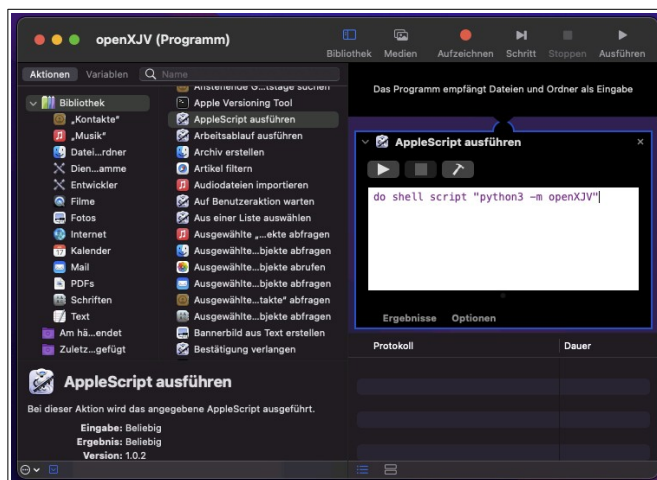 openXJV (Programm)
Bibliothek Medien Aufzeichnen Schritt Stoppen Ausführen
Aktionen Variablen Name
Das Programm empfängt Dateien und Ordner als Eingabe
Bibliothek
„Kontakte“
„Musik“
Datei...rdner
Dien...amme
Entwickler
Filme
Fotos
Internet
Kalender
Mail
PDFs
Schriften
Text
Am hä...endet
Zuletz...gefügt
Anstehende G...tstage suchen
Apple Versioning Tool
AppleScript ausführen
Arbeitsablauf ausführen
Archiv erstellen
Artikel filtern
Audiodateien importieren
Auf Benutzeraktion warten
Aus einer Liste auswählen
Ausgewählte „...ekte abfragen
Ausgewählte...bjekte abfragen
Ausgewählte...bjekte abrufen
Ausgewählte...bjekte abfragen
Ausgewählte...takte“ abfragen
Ausgewählte...bjekte abfragen
Bannerbild aus Text erstellen
Bestätigung verlangen
AppleScript ausführen
do shell script "python3 -m openXJV"
Ergebnisse Optionen
Protokoll Dauer
AppleScript ausführen
Bei dieser Aktion wird das angegebene AppleScript ausgeführt.
Eingabe: Beliebig
Ergebnis: Beliebig
Version: 1.0.2